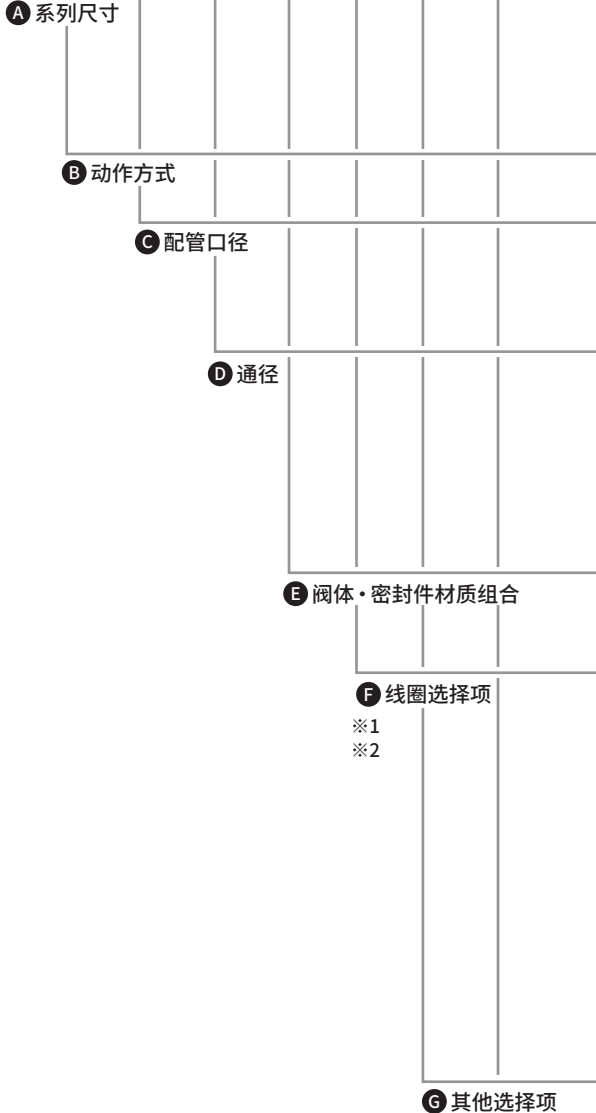 A 系列尺寸
B 动作方式
C 配管口径
D 通径
E 阀体・密封件材质组合
F 线圈选择项
※1
※2
G 其他选择项